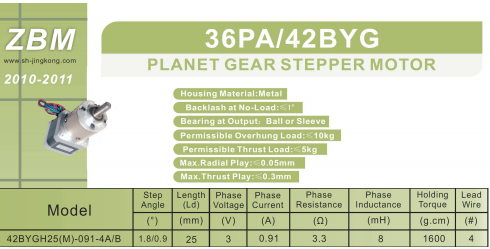 ZBM
www.sh-jingkong.com
2010-2011
36PA/42BYG
PLANET GEAR STEPPER MOTOR
Housing Material:Metal
Backlash at No-Load:≤1°
Bearing at Output: Ball or Sleeve
Permissible Overhung Load:≤10kg
Permissible Thrust Load:≤5kg
Max.Radial Play:≤0.05mm
Max.Thrust Play:≤0.3mm
Model Step Angle Length (Ld) Phase Voltage Phase Current Phase Resistance Phase Inductance Holding Torque Lead Wire
(°) (mm) (V) (A) (Ω) (mH) (g.cm) (#)
42BYGH25(M)-091-4A/B 1.8/0.9 25 3 0.91 3.3 8 1600 4